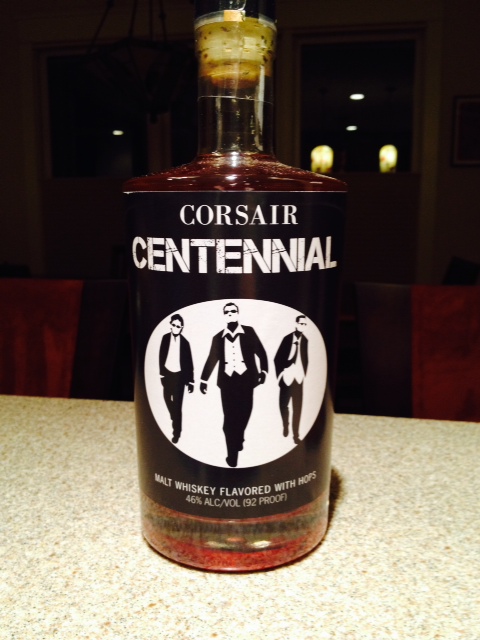 CORSAIR
CENTENNIAL
MALT WHISKEY FLAVORED WITH HOPS
46% ALC/VOL (92 PROOF)